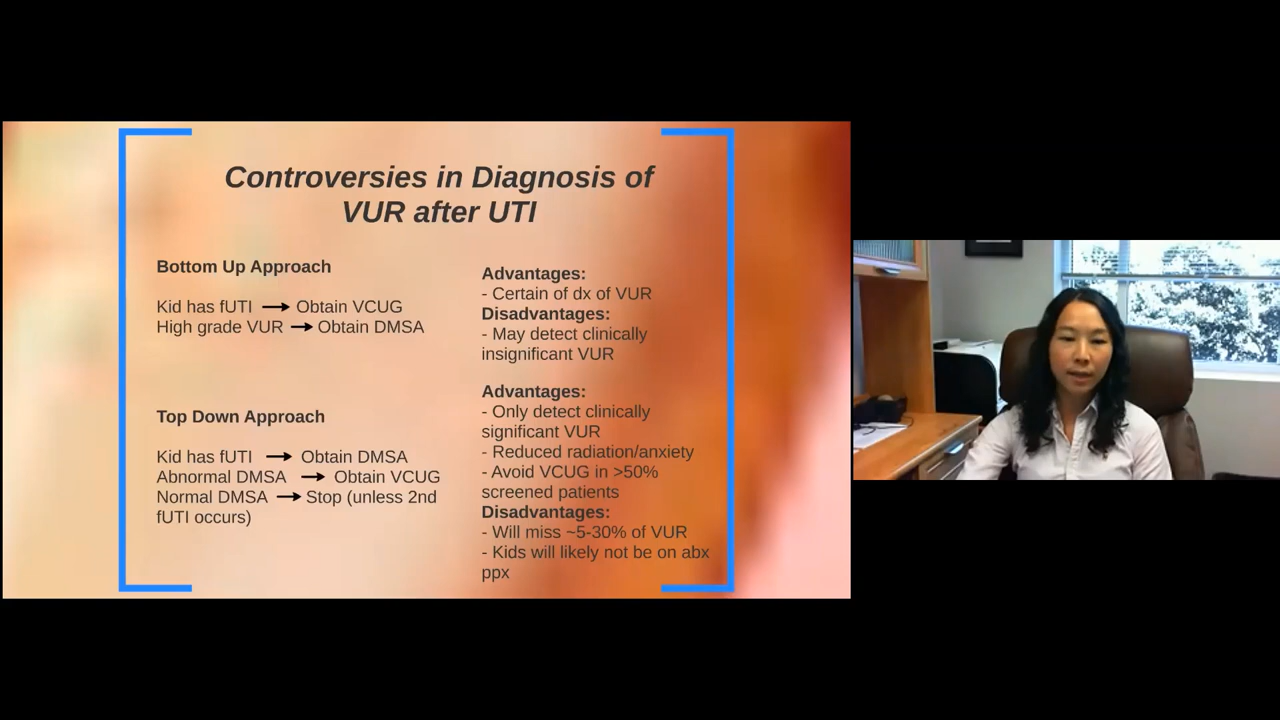 Controversies in Diagnosis of
VUR after UTI
Bottom Up Approach
Kid has fUTI → Obtain VCUG
High grade VUR → Obtain DMSA
Advantages:
- Certain of dx of VUR
Disadvantages:
- May detect clinically
insignificant VUR
Top Down Approach
Kid has fUTI → Obtain DMSA
Abnormal DMSA → Obtain VCUG
Normal DMSA → Stop (unless 2nd
fUTI occurs)
Advantages:
- Only detect clinically
significant VUR
- Reduced radiation/anxiety
- Avoid VCUG in >50%
screened patients
Disadvantages:
- Will miss ~5-30% of VUR
- Kids will likely not be on abx
ppx